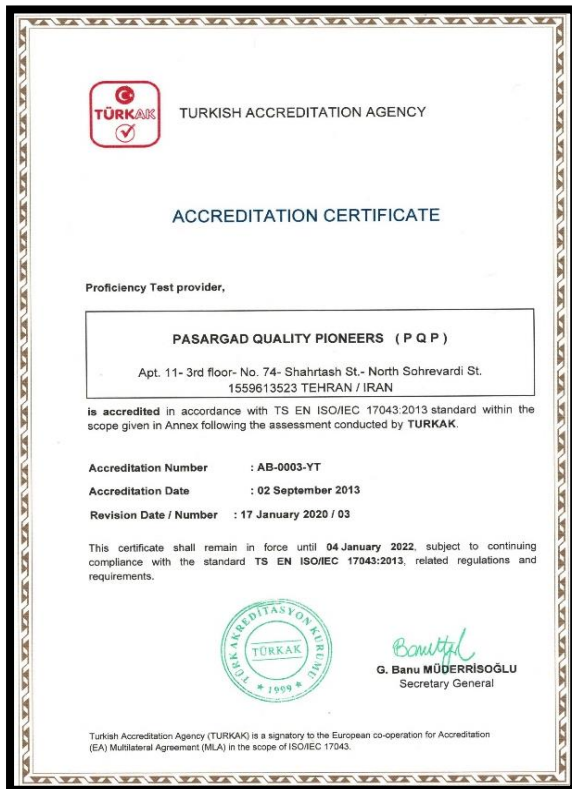 TÜRKAK
TURKISH ACCREDITATION AGENCY
ACCREDITATION CERTIFICATE
Proficiency Test provider,
PASARGAD QUALITY PIONEERS ( P Q P )
Apt. 11- 3rd floor- No. 74- Shahrtash St.- North Sohrevardi St.
1559613523 TEHRAN / IRAN
is accredited in accordance with TS EN ISO/IEC 17043:2013 standard within the
scope given in Annex following the assessment conducted by TURKAK.
Accreditation Number : AB-0003-YT
Accreditation Date : 02 September 2013
Revision Date / Number : 17 January 2020 / 03
This certificate shall remain in force until 04 January 2022, subject to continuing
compliance with the standard TS EN ISO/IEC 17043:2013, related regulations and
requirements.
TÜRK AKREDİTASYON KURUMU
TÜRKAK
* 1999 *
G. Banu MÜDERRİSOĞLU
Secretary General
Turkish Accreditation Agency (TURKAK) is a signatory to the European co-operation for Accreditation
(EA) Multilateral Agreement (MLA) in the scope of ISO/IEC 17043.